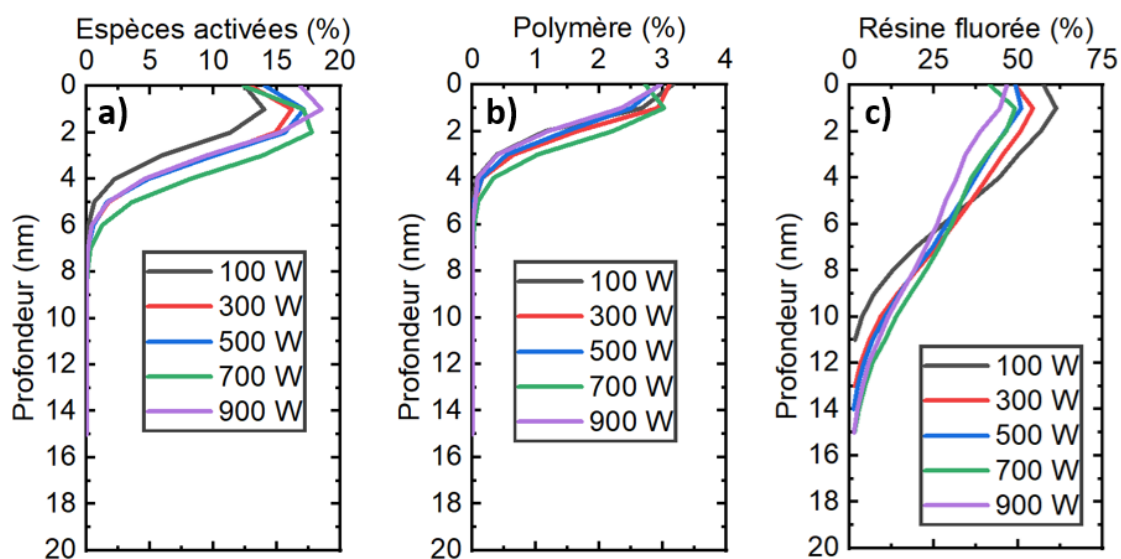 Espèces activées (%)
0 5 10 15 20
a)
Profondeur (nm)
0
2
4
6
8
10
12
14
16
18
20
100 W
300 W
500 W
700 W
900 W
Polymère (%)
0 1 2 3 4
b)
Profondeur (nm)
0
2
4
6
8
10
12
14
16
18
20
100 W
300 W
500 W
700 W
900 W
Résine fluorée (%)
0 25 50 75
c)
Profondeur (nm)
0
2
4
6
8
10
12
14
16
18
20
100 W
300 W
500 W
700 W
900 W